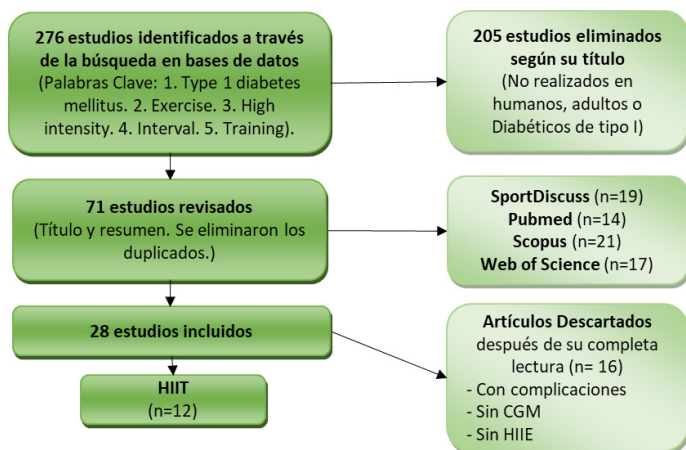 276 estudios identificados a través
de la búsqueda en bases de datos
(Palabras Clave: 1. Type 1 diabetes
mellitus. 2. Exercise. 3. High
intensity. 4. Interval. 5. Training).
205 estudios eliminados
según su título
(No realizados en
humanos, adultos o
Diabéticos de tipo I)
71 estudios revisados
(Título y resumen. Se eliminaron los
duplicados.)
SportDiscuss (n=19)
Pubmed (n=14)
Scopus (n=21)
Web of Science (n=17)
28 estudios incluidos
Artículos Descartados
después de su completa
lectura (n= 16)
- Con complicaciones
- Sin CGM
- Sin HIIE
HIIT
(n=12)